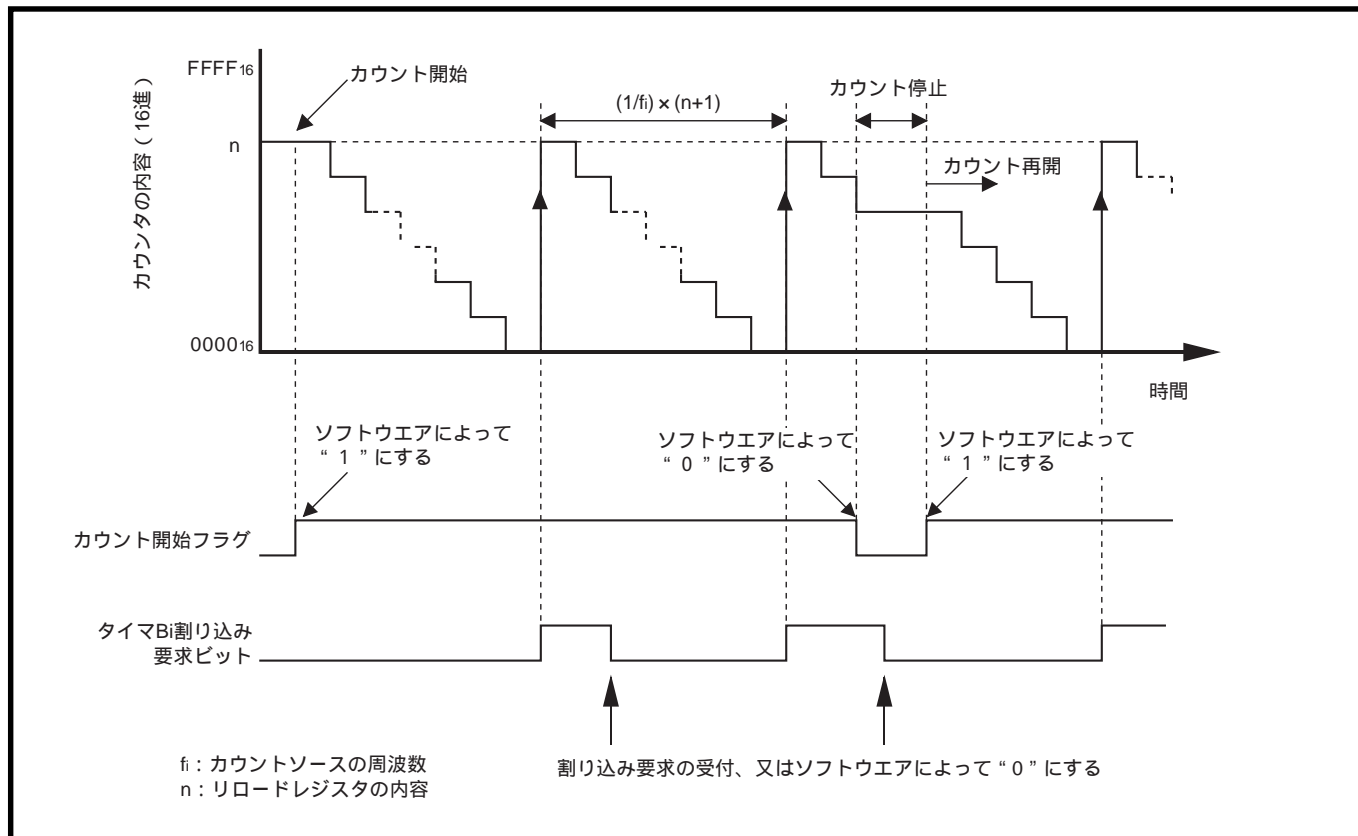 FFFF16
カウンタの内容(16進)
カウント開始
(1/fi) × (n+1)
カウント停止
n
カウント再開
000016
時間
ソフトウエアによって
“ 1 ” にする
ソフトウエアによって
“ 0 ” にする
ソフトウエアによって
“ 1 ” にする
カウント開始フラグ
タイマBi割り込み
要求ビット
fi : カウントソースの周波数
n : リロードレジスタの内容
割り込み要求の受付、又はソフトウエアによって “ 0 ” にする